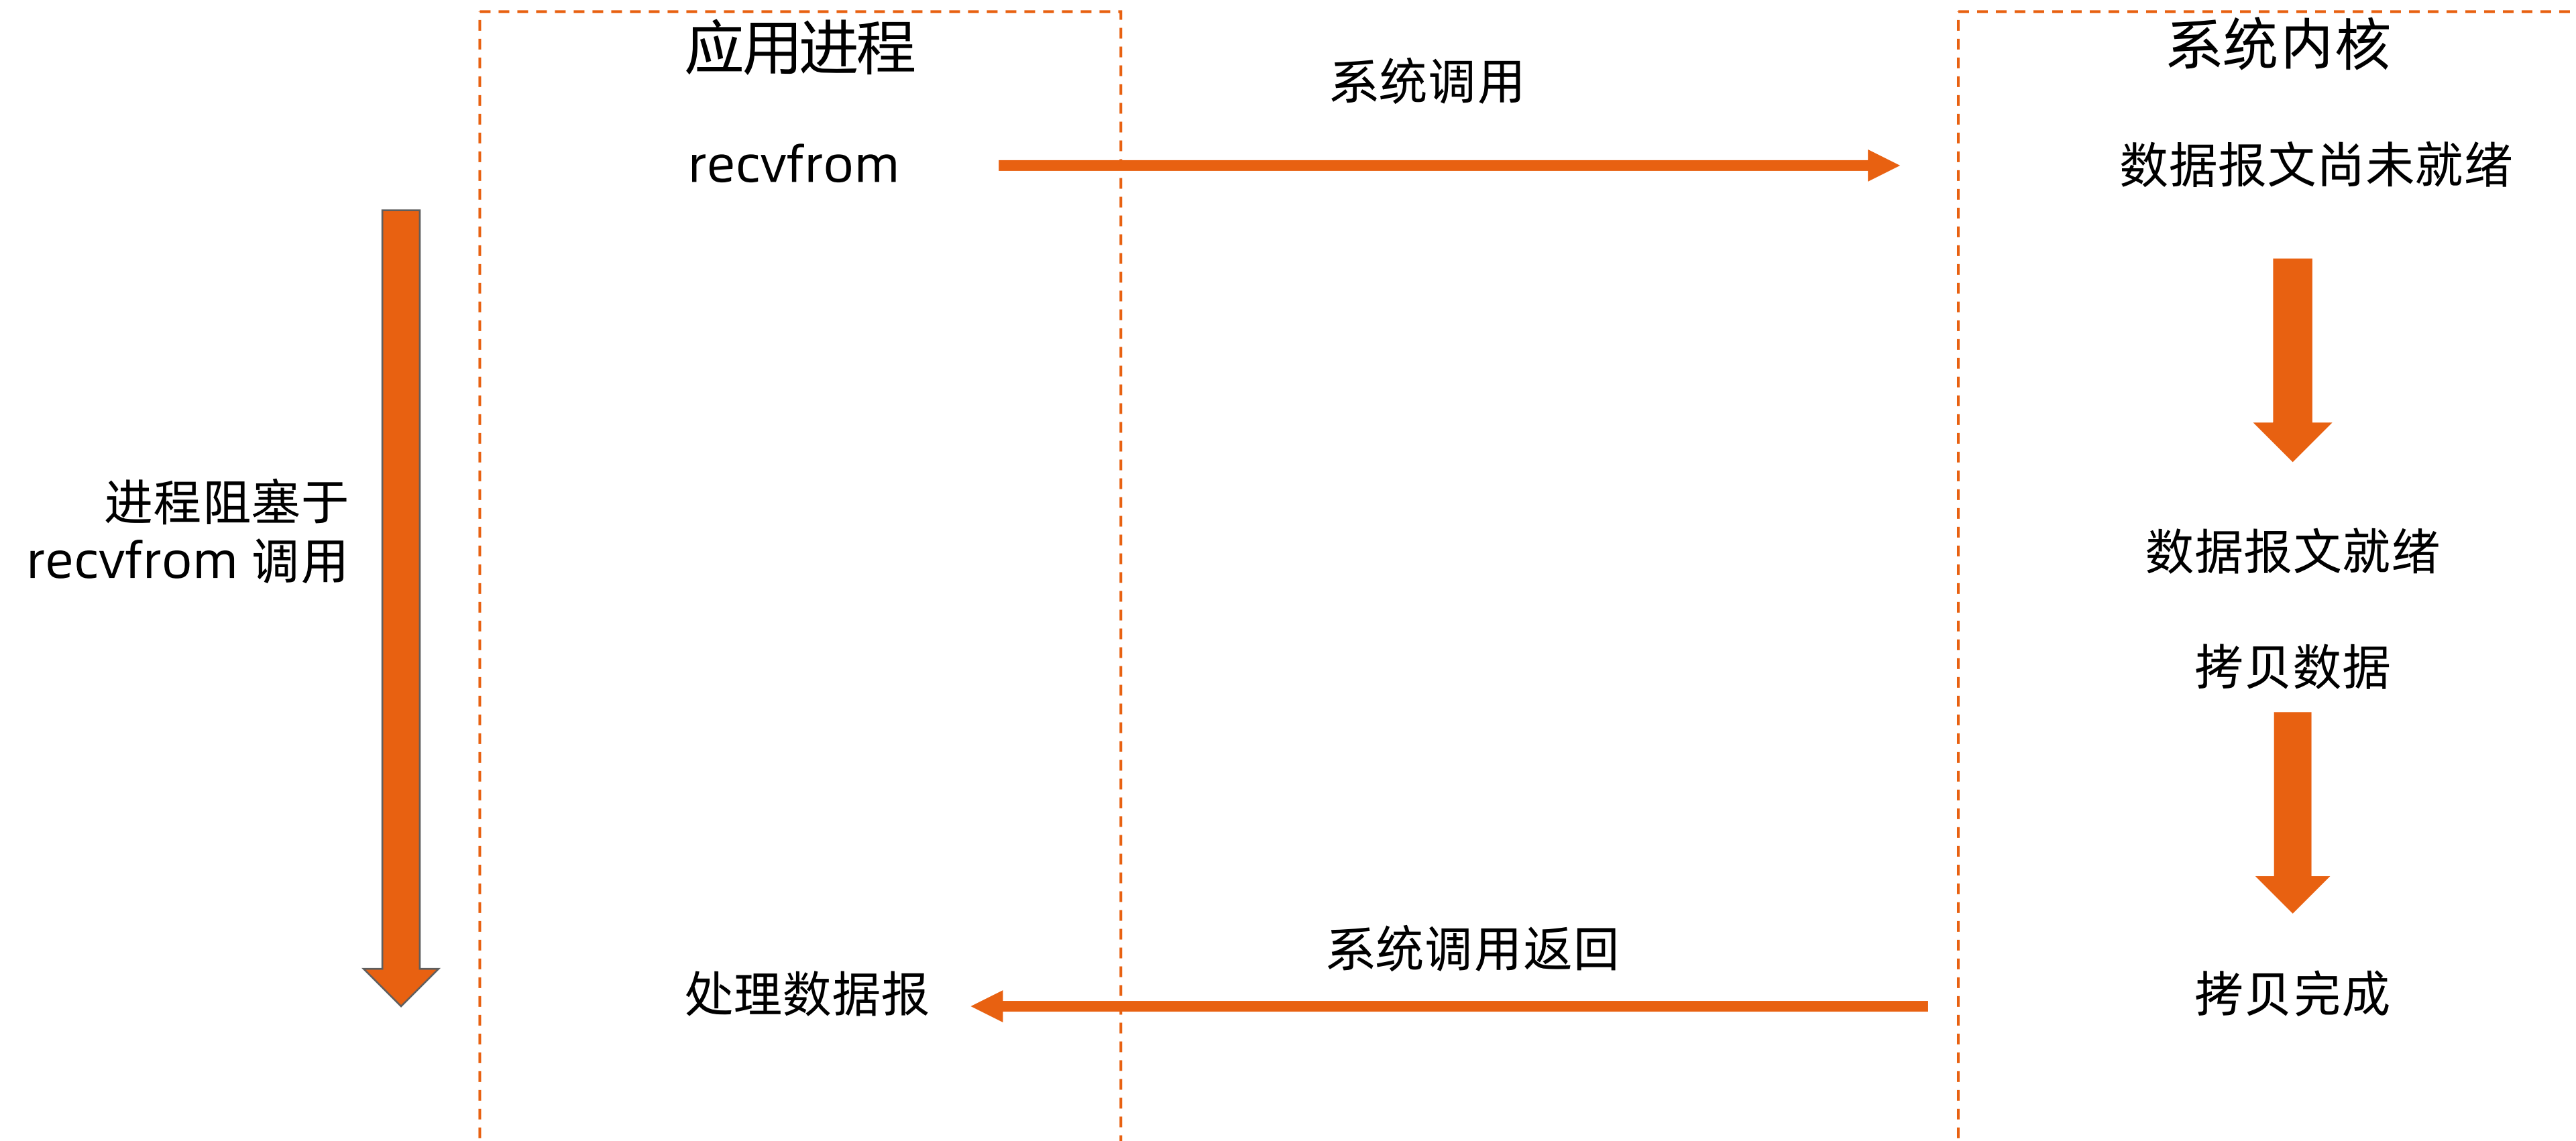 应用进程
系统内核
系统调用
recvfrom
数据报文尚未就绪
进程阻塞于
recvfrom 调用
数据报文就绪
拷贝数据
系统调用返回
处理数据报
拷贝完成